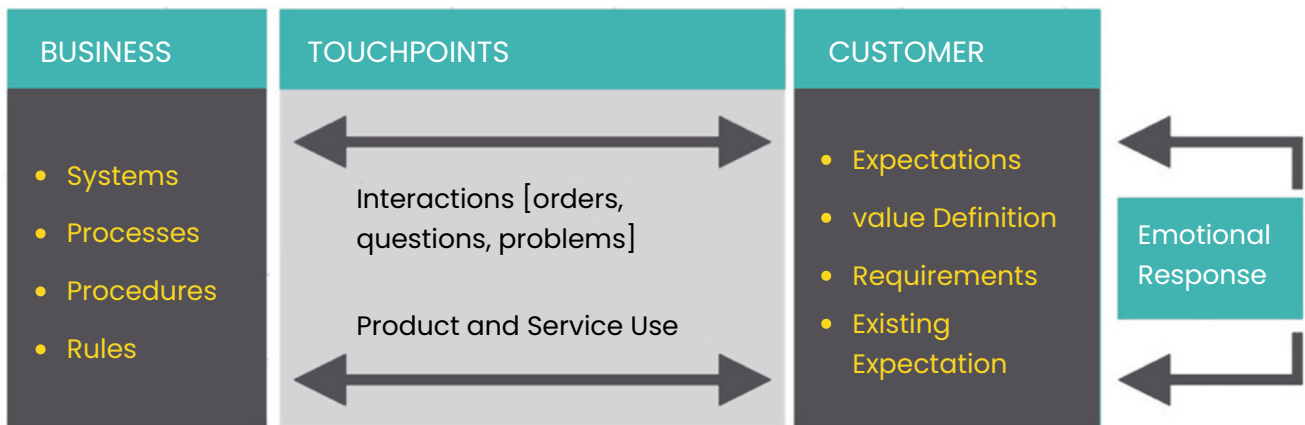 BUSINESS
Systems
Processes
Procedures
Rules
TOUCHPOINTS
Interactions [orders,
questions, problems]
Product and Service Use
CUSTOMER
Expectations
value Definition
Requirements
Existing
Expectation
Emotional
Response